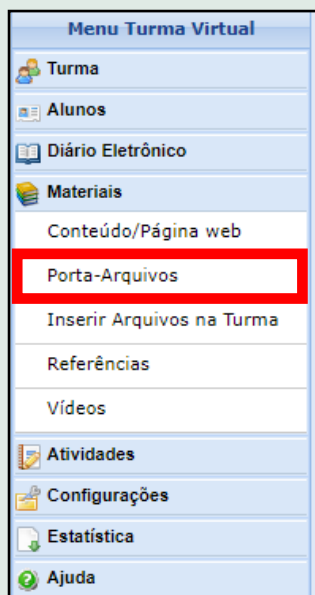 Menu Turma Virtual
Turma
Alunos
Diário Eletrônico
Materiais
Conteúdo/Página web
Porta-Arquivos
Inserir Arquivos na Turma
Referências
Vídeos
Atividades
Configurações
Estatística
Ajuda